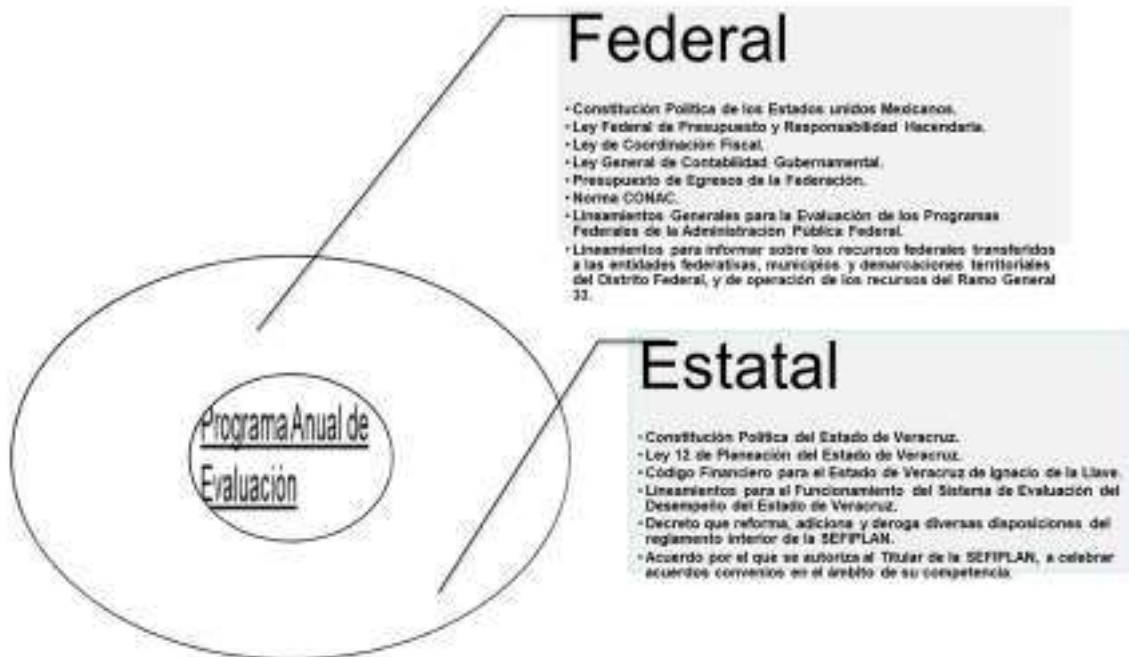 Federal
•Constitución Política de los Estados unidos Mexicanos.
•Ley Federal de Presupuesto y Responsabilidad Hacendaria.
•Ley de Coordinación Fiscal.
•Ley General de Contabilidad Gubernamental.
•Presupuesto de Egresos de la Federación.
•Norma CONAC.
•Lineamientos Generales para la Evaluación de los Programas
Federales de la Administración Pública Federal.
•Lineamientos para informar sobre los recursos federales transferidos
a las entidades federativas, municipios y demarcaciones territoriales
del Distrito Federal, y de operación de los recursos del Ramo General
33.
Programa Anual de
Evaluación
Estatal
•Constitución Política del Estado de Veracruz.
•Ley 12 de Planeación del Estado de Veracruz.
•Código Financiero para el Estado de Veracruz de Ignacio de la Llave.
•Lineamientos para el Funcionamiento del Sistema de Evaluación del
Desempeño del Estado de Veracruz.
•Decreto que reforma, adiciona y deroga diversas disposiciones del
reglamento interior de la SEFIPLAN.
•Acuerdo por el que se autoriza al Titular de la SEFIPLAN, a celebrar
acuerdos convenios en el ámbito de su competencia.